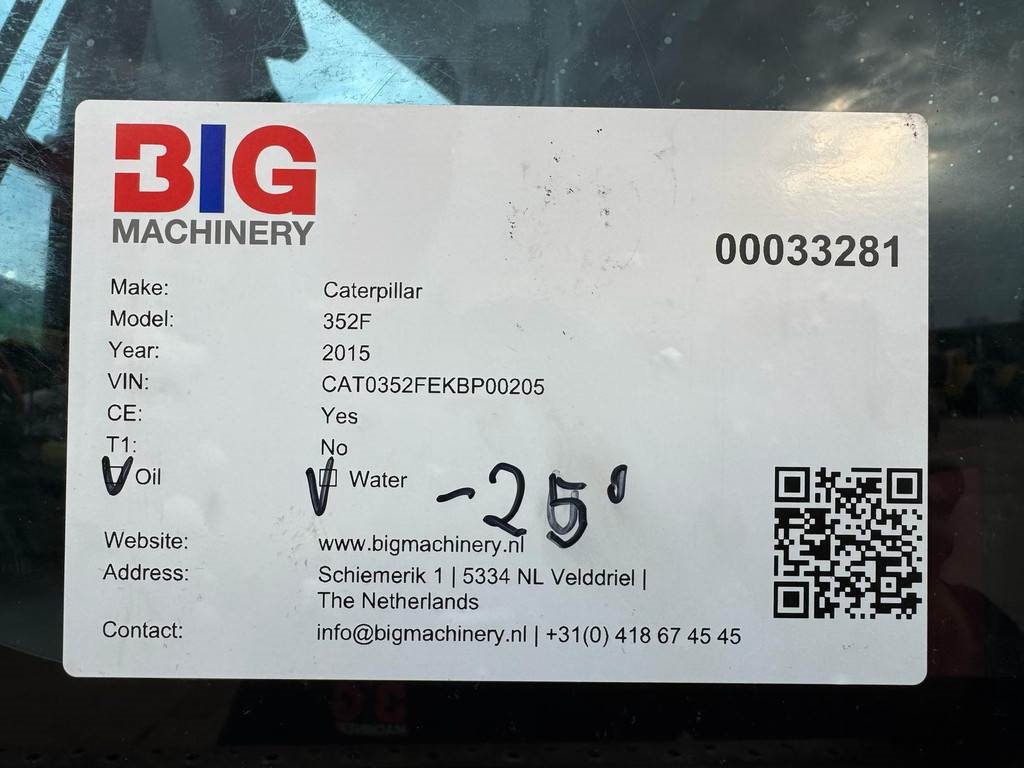 BIG
MACHINERY
00033281
Make: Caterpillar
Model: 352F
Year: 2015
VIN: CAT0352FEKBP00205
CE: Yes
T1: No
V Oil V Water -25°
Website: www.bigmachinery.nl
Address: Schiemerik 1 | 5334 NL Velddriel |
The Netherlands
Contact: info@bigmachinery.nl | +31(0) 418 67 45 45